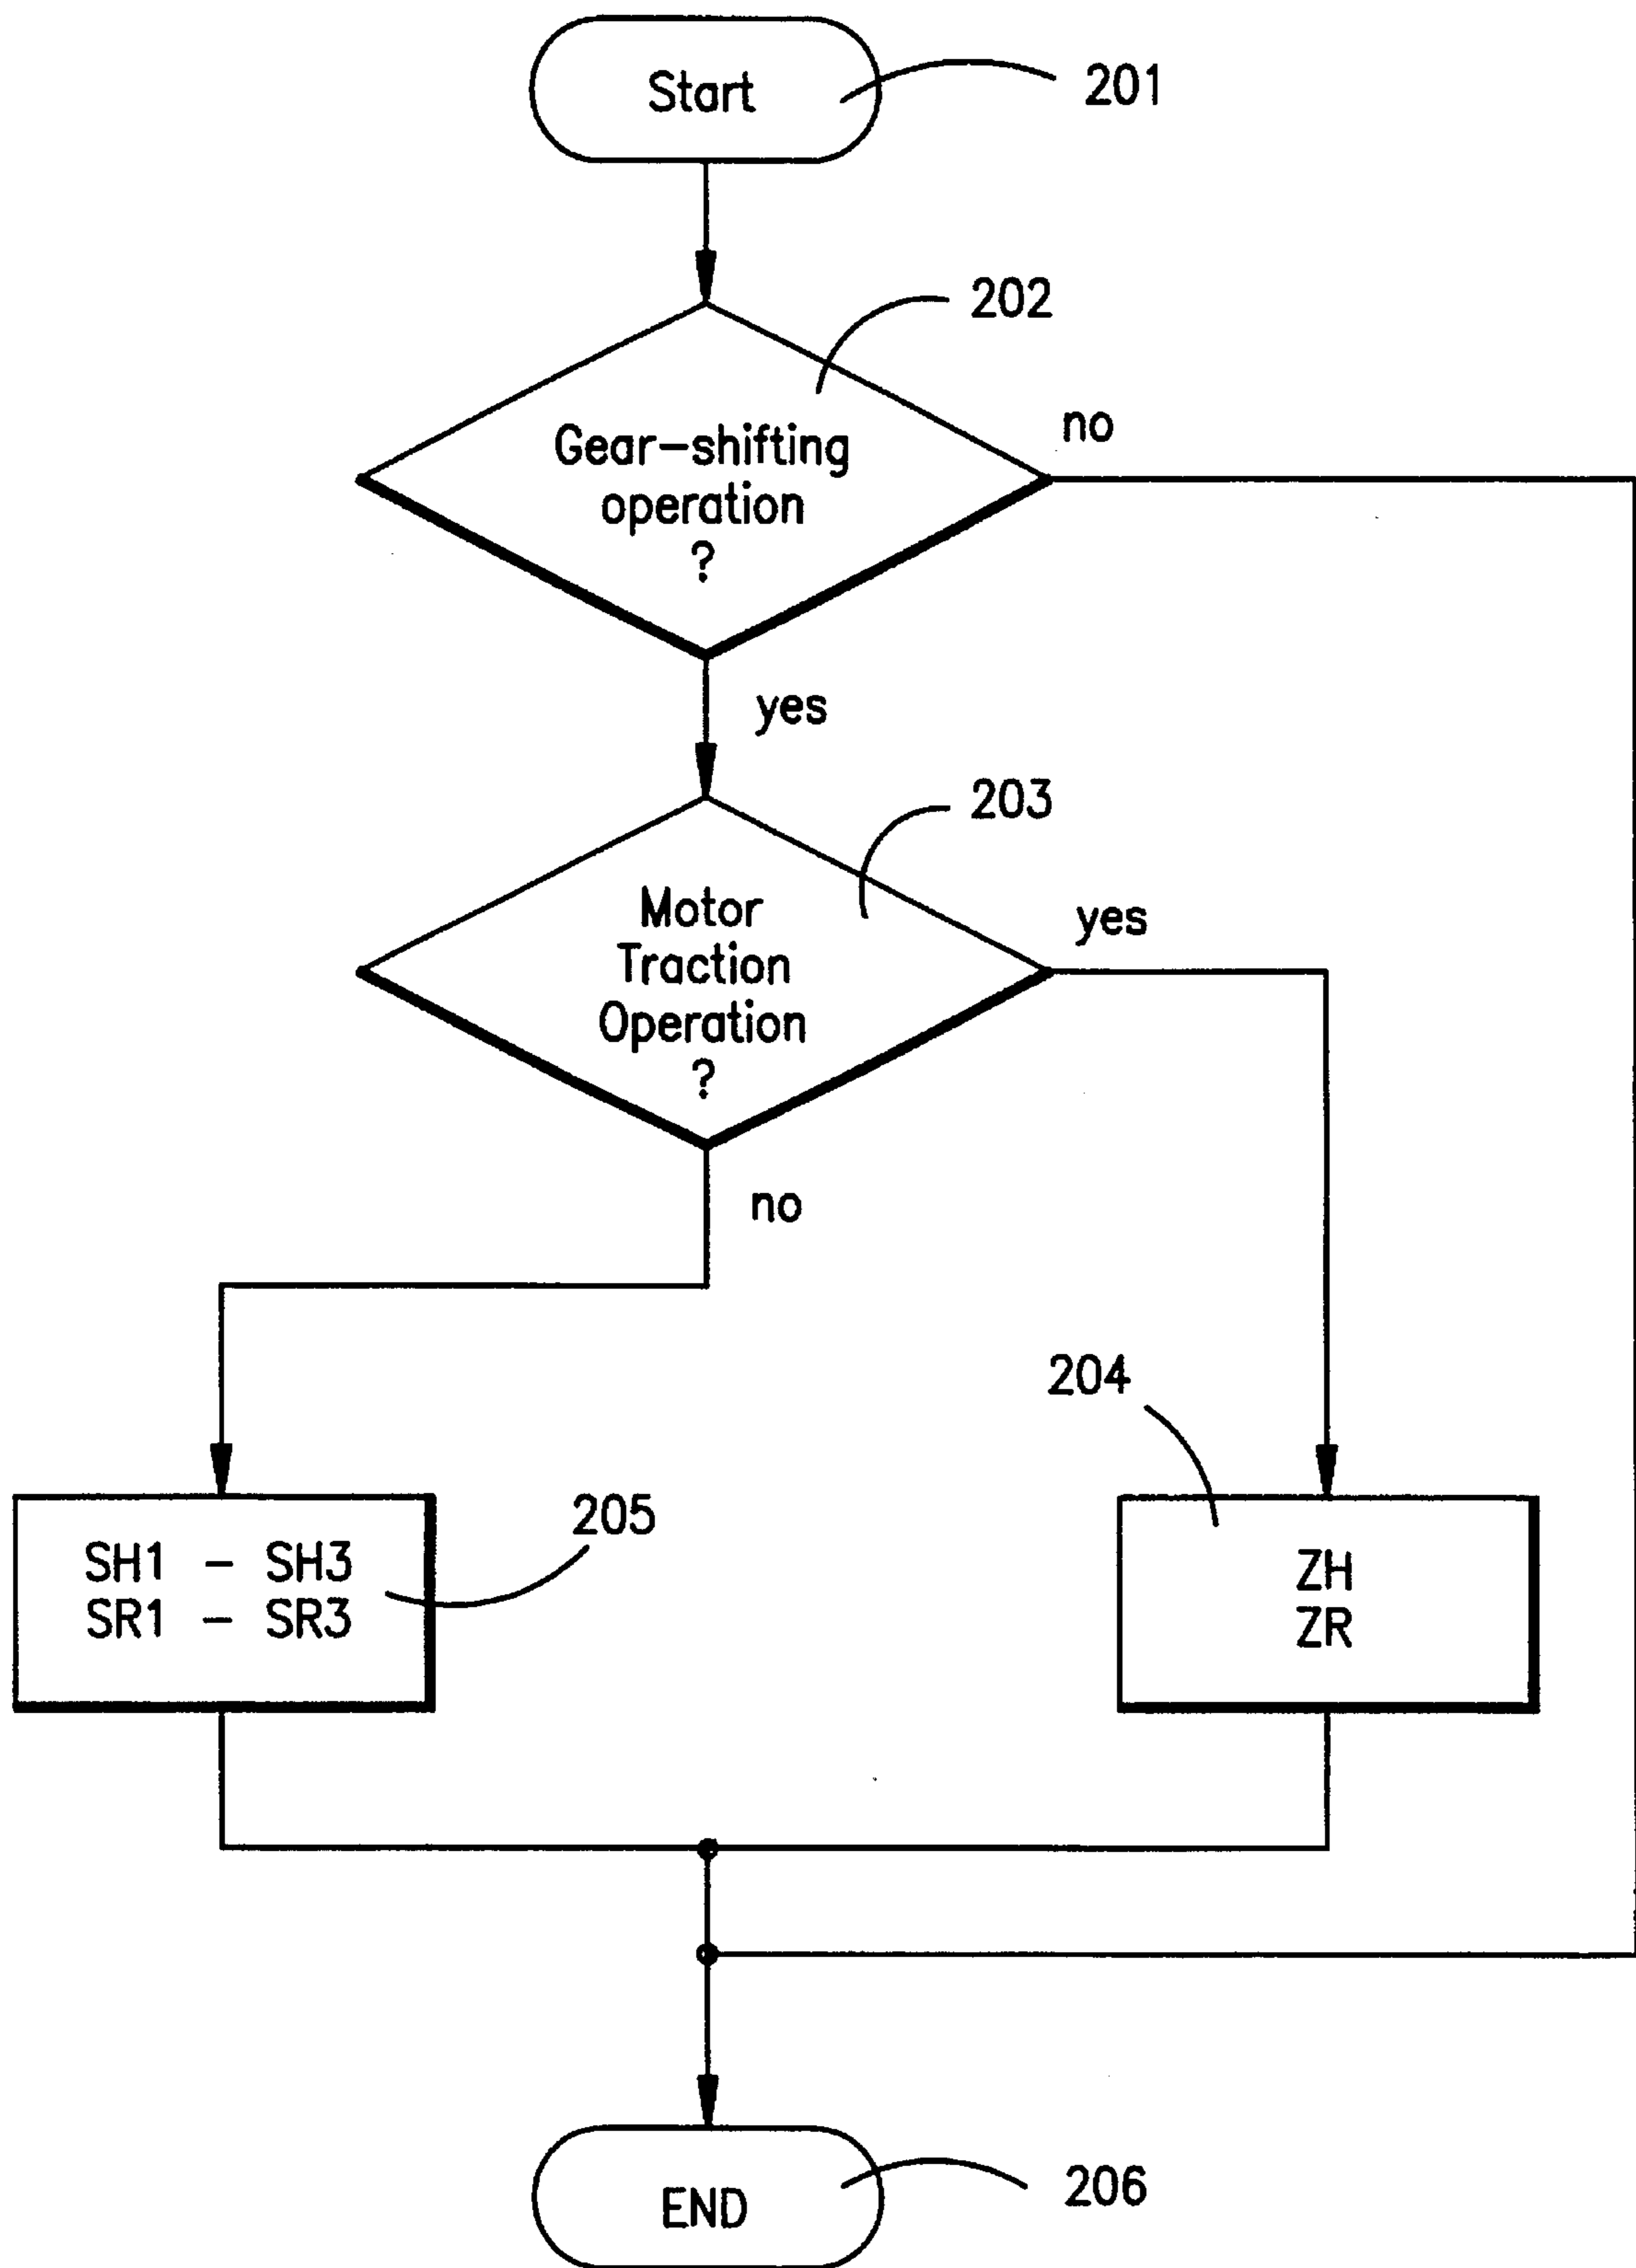 Start
201
202
Gear-shifting
operation
?
no
yes
203
Motor
Traction
Operation
?
yes
no
204
205
SH1 - SH3
SR1 - SR3
ZH
ZR
END
206